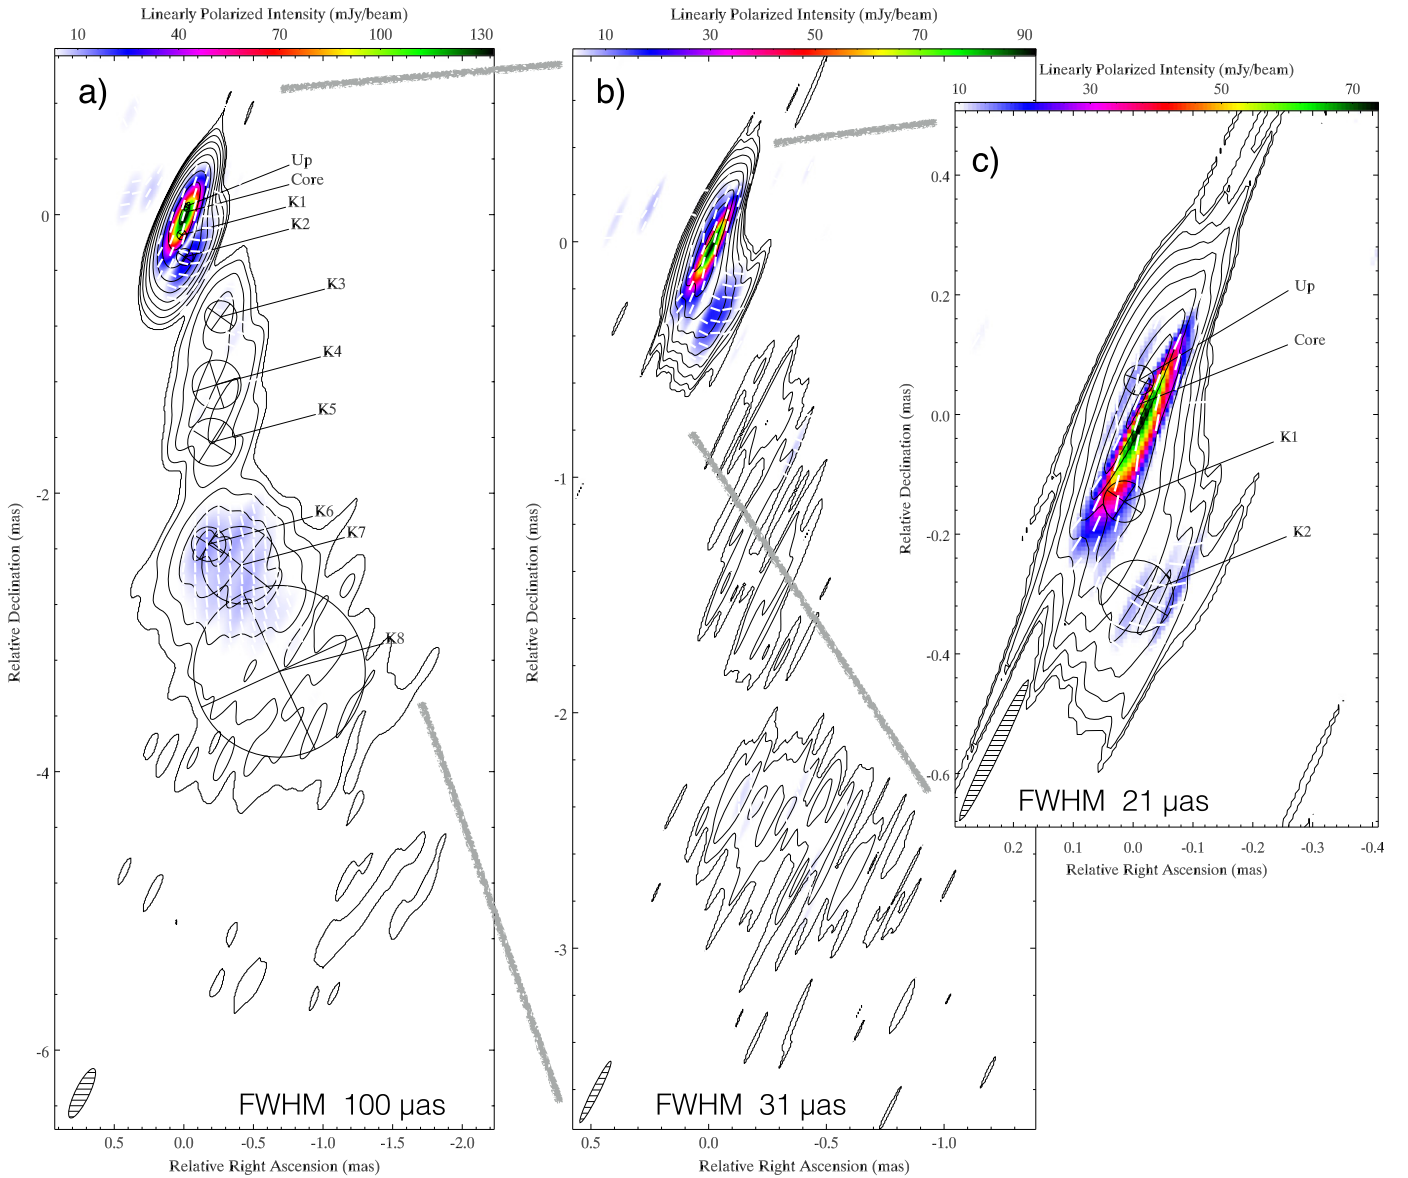 Linearly Polarized Intensity (mJy/beam)
10 40 70 100 130
a)
Up
Core
K1
K2
K3
K4
K5
K6
K7
K8
0
-2
-4
-6
Relative Declination (mas)
FWHM 100 µas
0.5 0.0 -0.5 -1.0 -1.5 -2.0
Relative Right Ascension (mas)
Linearly Polarized Intensity (mJy/beam)
10 30 50 70 90
b)
0
-1
-2
-3
Relative Declination (mas)
FWHM 31 µas
0.5 0.0 -0.5 -1.0
Relative Right Ascension (mas)
Linearly Polarized Intensity (mJy/beam)
10 30 50 70
c)
Up
Core
K1
K2
0.4
0.2
0.0
-0.2
-0.4
-0.6
Relative Declination (mas)
FWHM 21 µas
0.2 0.1 0.0 -0.1 -0.2 -0.3 -0.4
Relative Right Ascension (mas)